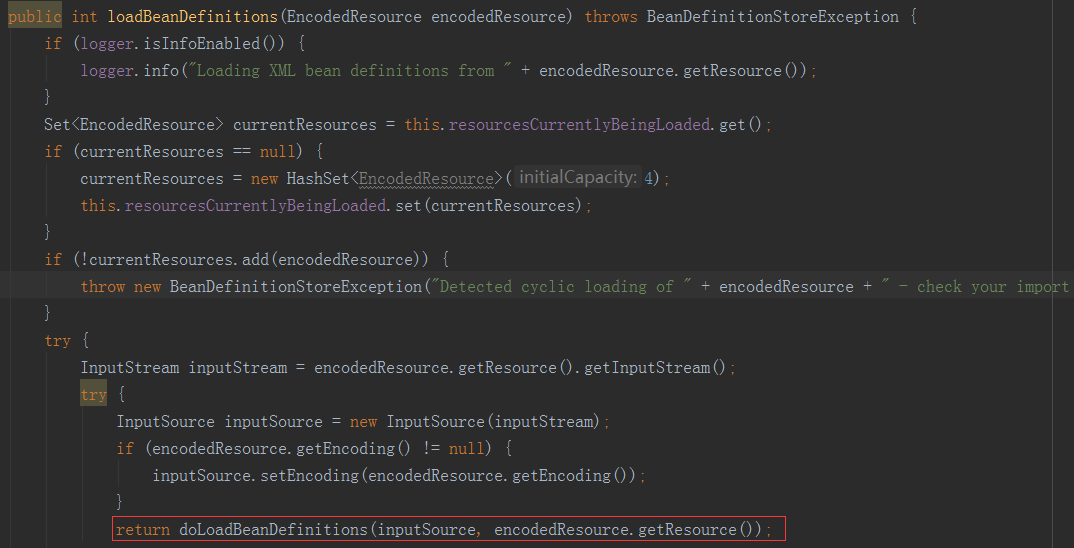 public int loadBeanDefinitions(EncodedResource encodedResource) throws BeanDefinitionStoreException {
    if (logger.isInfoEnabled()) {
        logger.info("Loading XML bean definitions from " + encodedResource.getResource());
    }
    Set<EncodedResource> currentResources = this.resourcesCurrentlyBeingLoaded.get();
    if (currentResources == null) {
        currentResources = new HashSet<EncodedResource>( initialCapacity: 4);
        this.resourcesCurrentlyBeingLoaded.set(currentResources);
    }
    if (!currentResources.add(encodedResource)) {
        throw new BeanDefinitionStoreException("Detected cyclic loading of " + encodedResource + " - check your import
    }
    try {
        InputStream inputStream = encodedResource.getResource().getInputStream();
        try {
            InputSource inputSource = new InputSource(inputStream);
            if (encodedResource.getEncoding() != null) {
                inputSource.setEncoding(encodedResource.getEncoding());
            }
            return doLoadBeanDefinitions(inputSource, encodedResource.getResource());